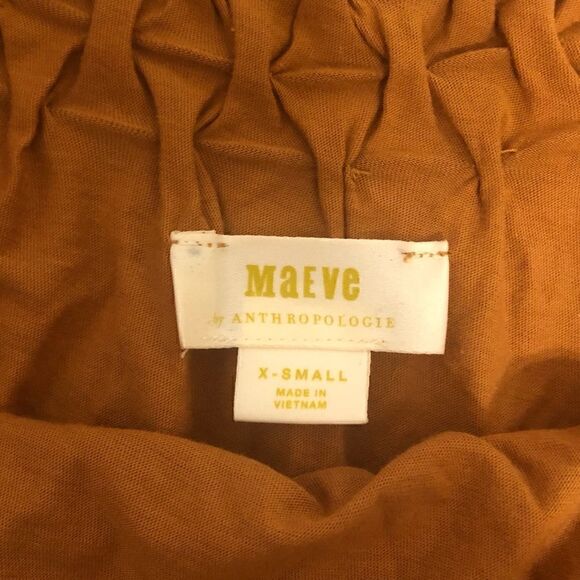 MaEVe
by ANTHROPOLOGIE
X-SMALL
MADE IN
VIETNAM